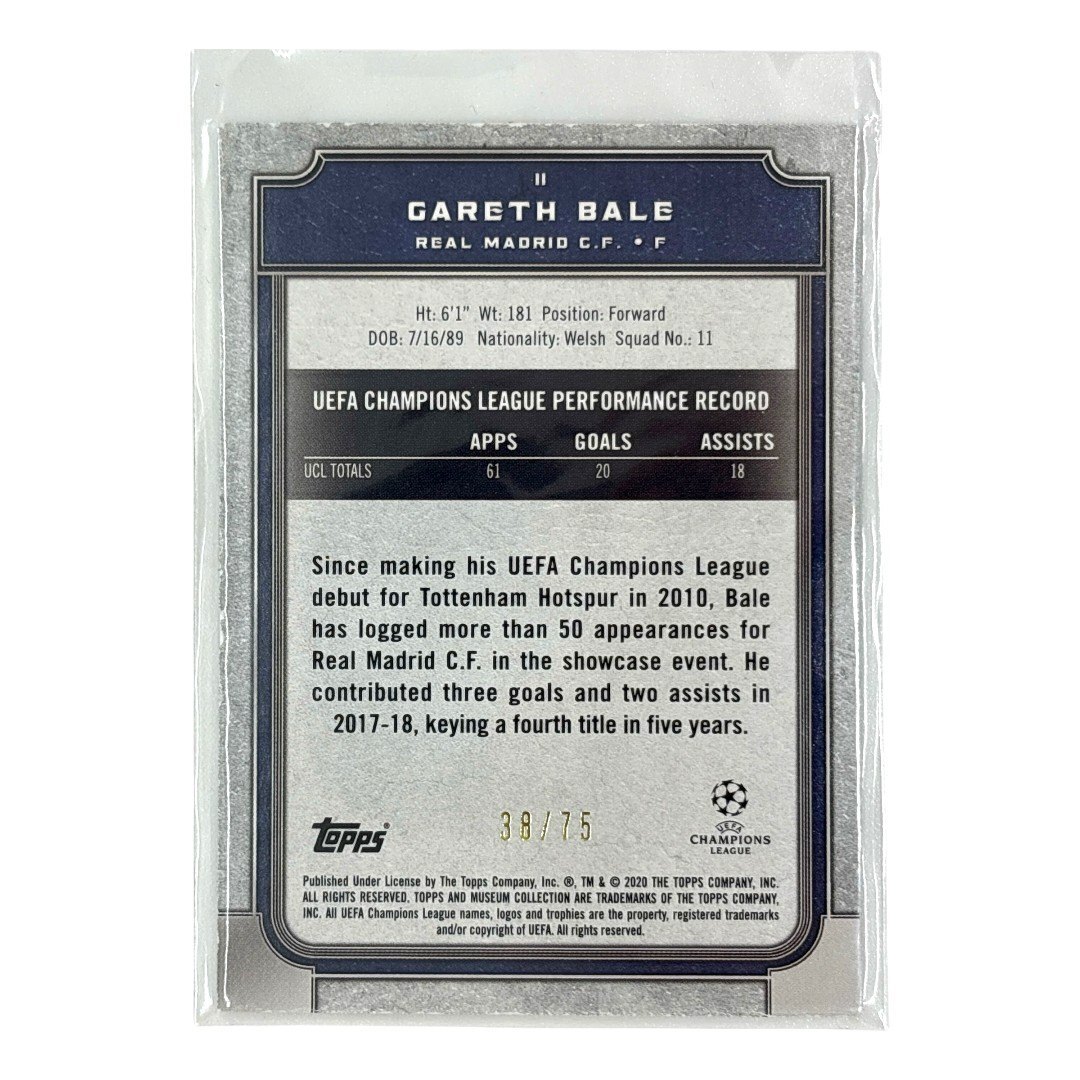 11
GARETH BALE
REAL MADRID C.F. • F
Ht: 6'1" Wt: 181 Position: Forward
DOB: 7/16/89 Nationality: Welsh Squad No.: 11
UEFA CHAMPIONS LEAGUE PERFORMANCE RECORD
APPS GOALS ASSISTS
UCL TOTALS 61 20 18
Since making his UEFA Champions League
debut for Tottenham Hotspur in 2010, Bale
has logged more than 50 appearances for
Real Madrid C.F. in the showcase event. He
contributed three goals and two assists in
2017-18, keying a fourth title in five years.
topps®
38/75
UEFA
CHAMPIONS
LEAGUE
Published Under License by The Topps Company, Inc. ®, TM & © 2020 THE TOPPS COMPANY, INC.
ALL RIGHTS RESERVED. TOPPS AND MUSEUM COLLECTION ARE TRADEMARKS OF THE TOPPS COMPANY,
INC. All UEFA Champions League names, logos and trophies are the property, registered trademarks
and/or copyright of UEFA. All rights reserved.